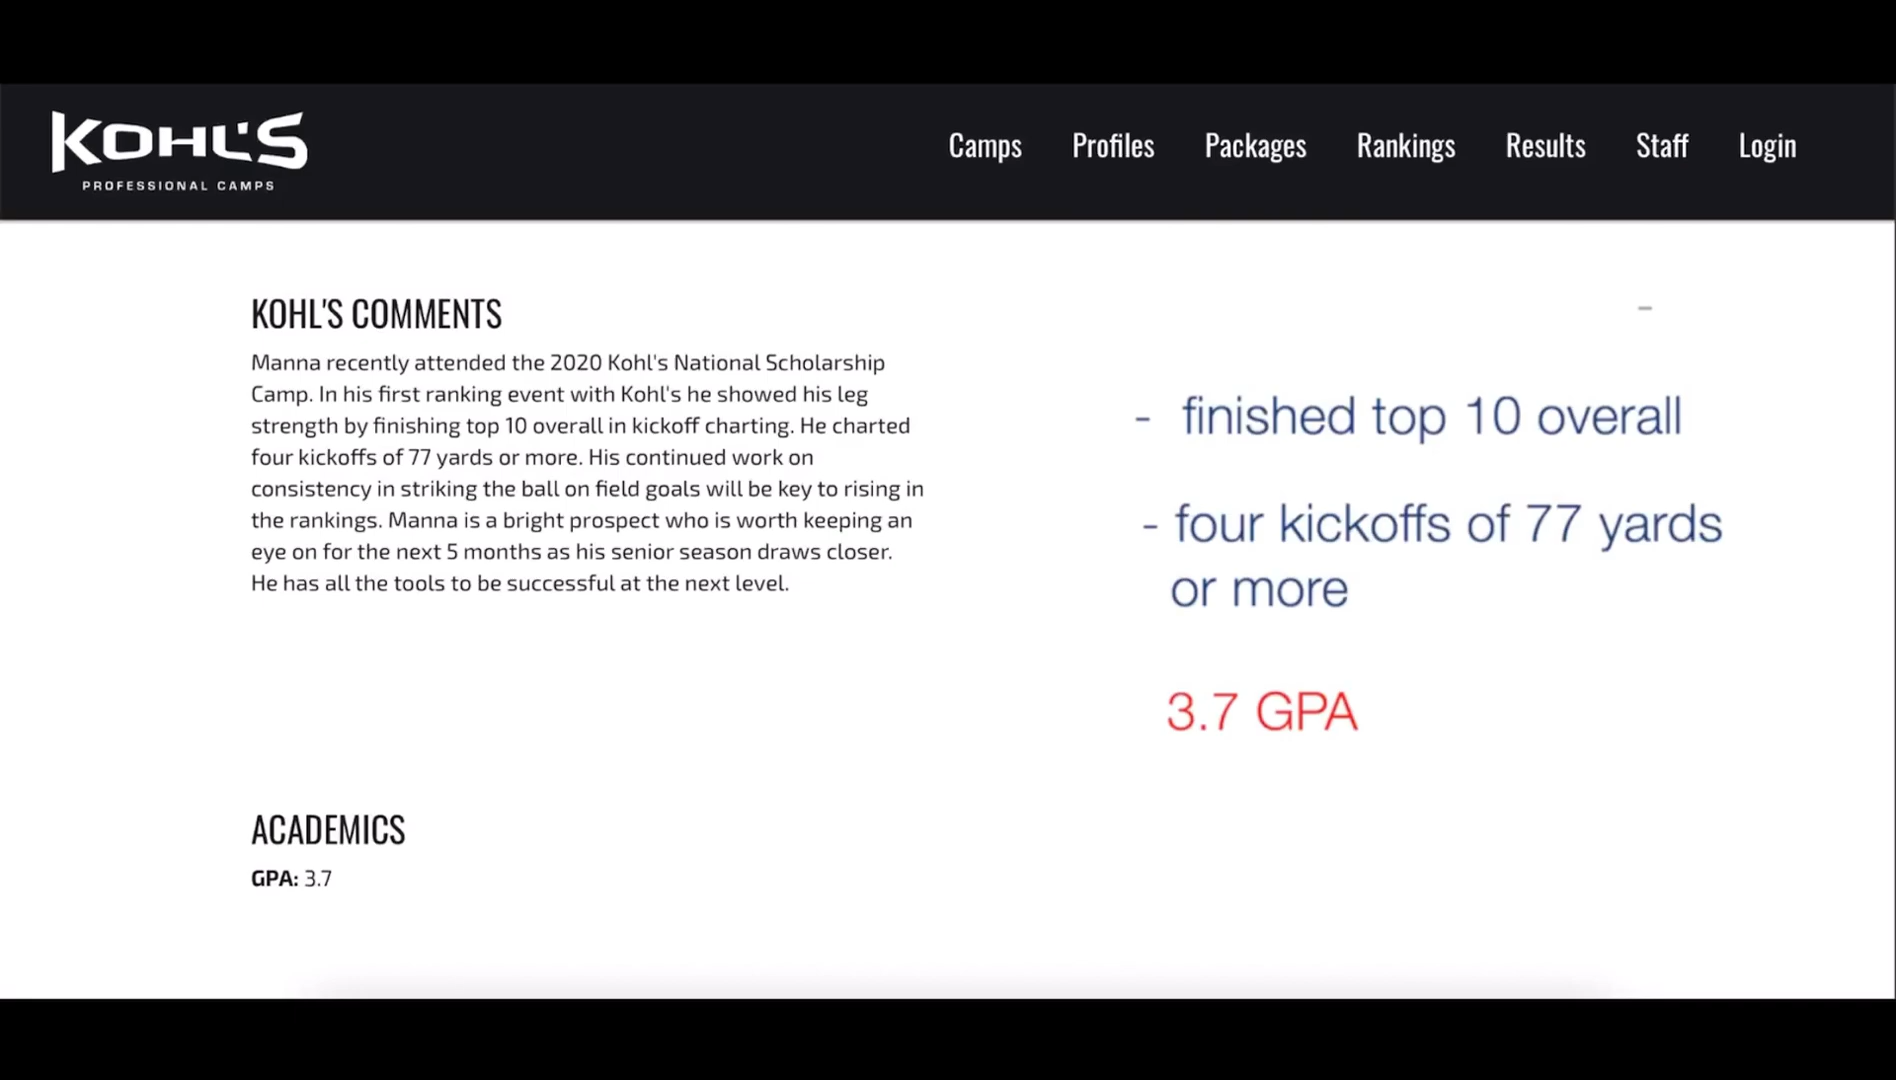 KOHL'S
PROFESSIONAL CAMPS
Camps Profiles Packages Rankings Results Staff Login
KOHL'S COMMENTS
Manna recently attended the 2020 Kohl's National Scholarship
Camp. In his first ranking event with Kohl's he showed his leg
strength by finishing top 10 overall in kickoff charting. He charted
four kickoffs of 77 yards or more. His continued work on
consistency in striking the ball on field goals will be key to rising in
the rankings. Manna is a bright prospect who is worth keeping an
eye on for the next 5 months as his senior season draws closer.
He has all the tools to be successful at the next level.
-
- finished top 10 overall
- four kickoffs of 77 yards
or more
3.7 GPA
ACADEMICS
GPA: 3.7